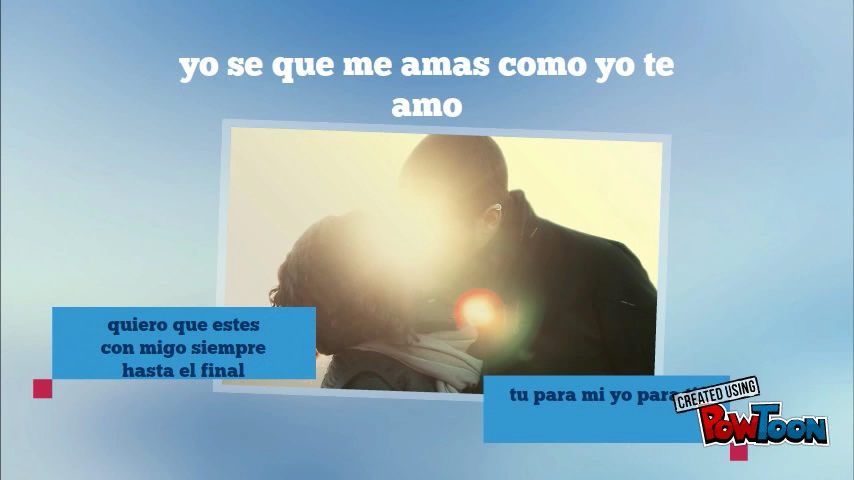 yo se que me amas como yo te
amo
quiero que estes
con migo siempre
hasta el final
tu para mi yo para
CREATED USING
POWTOON